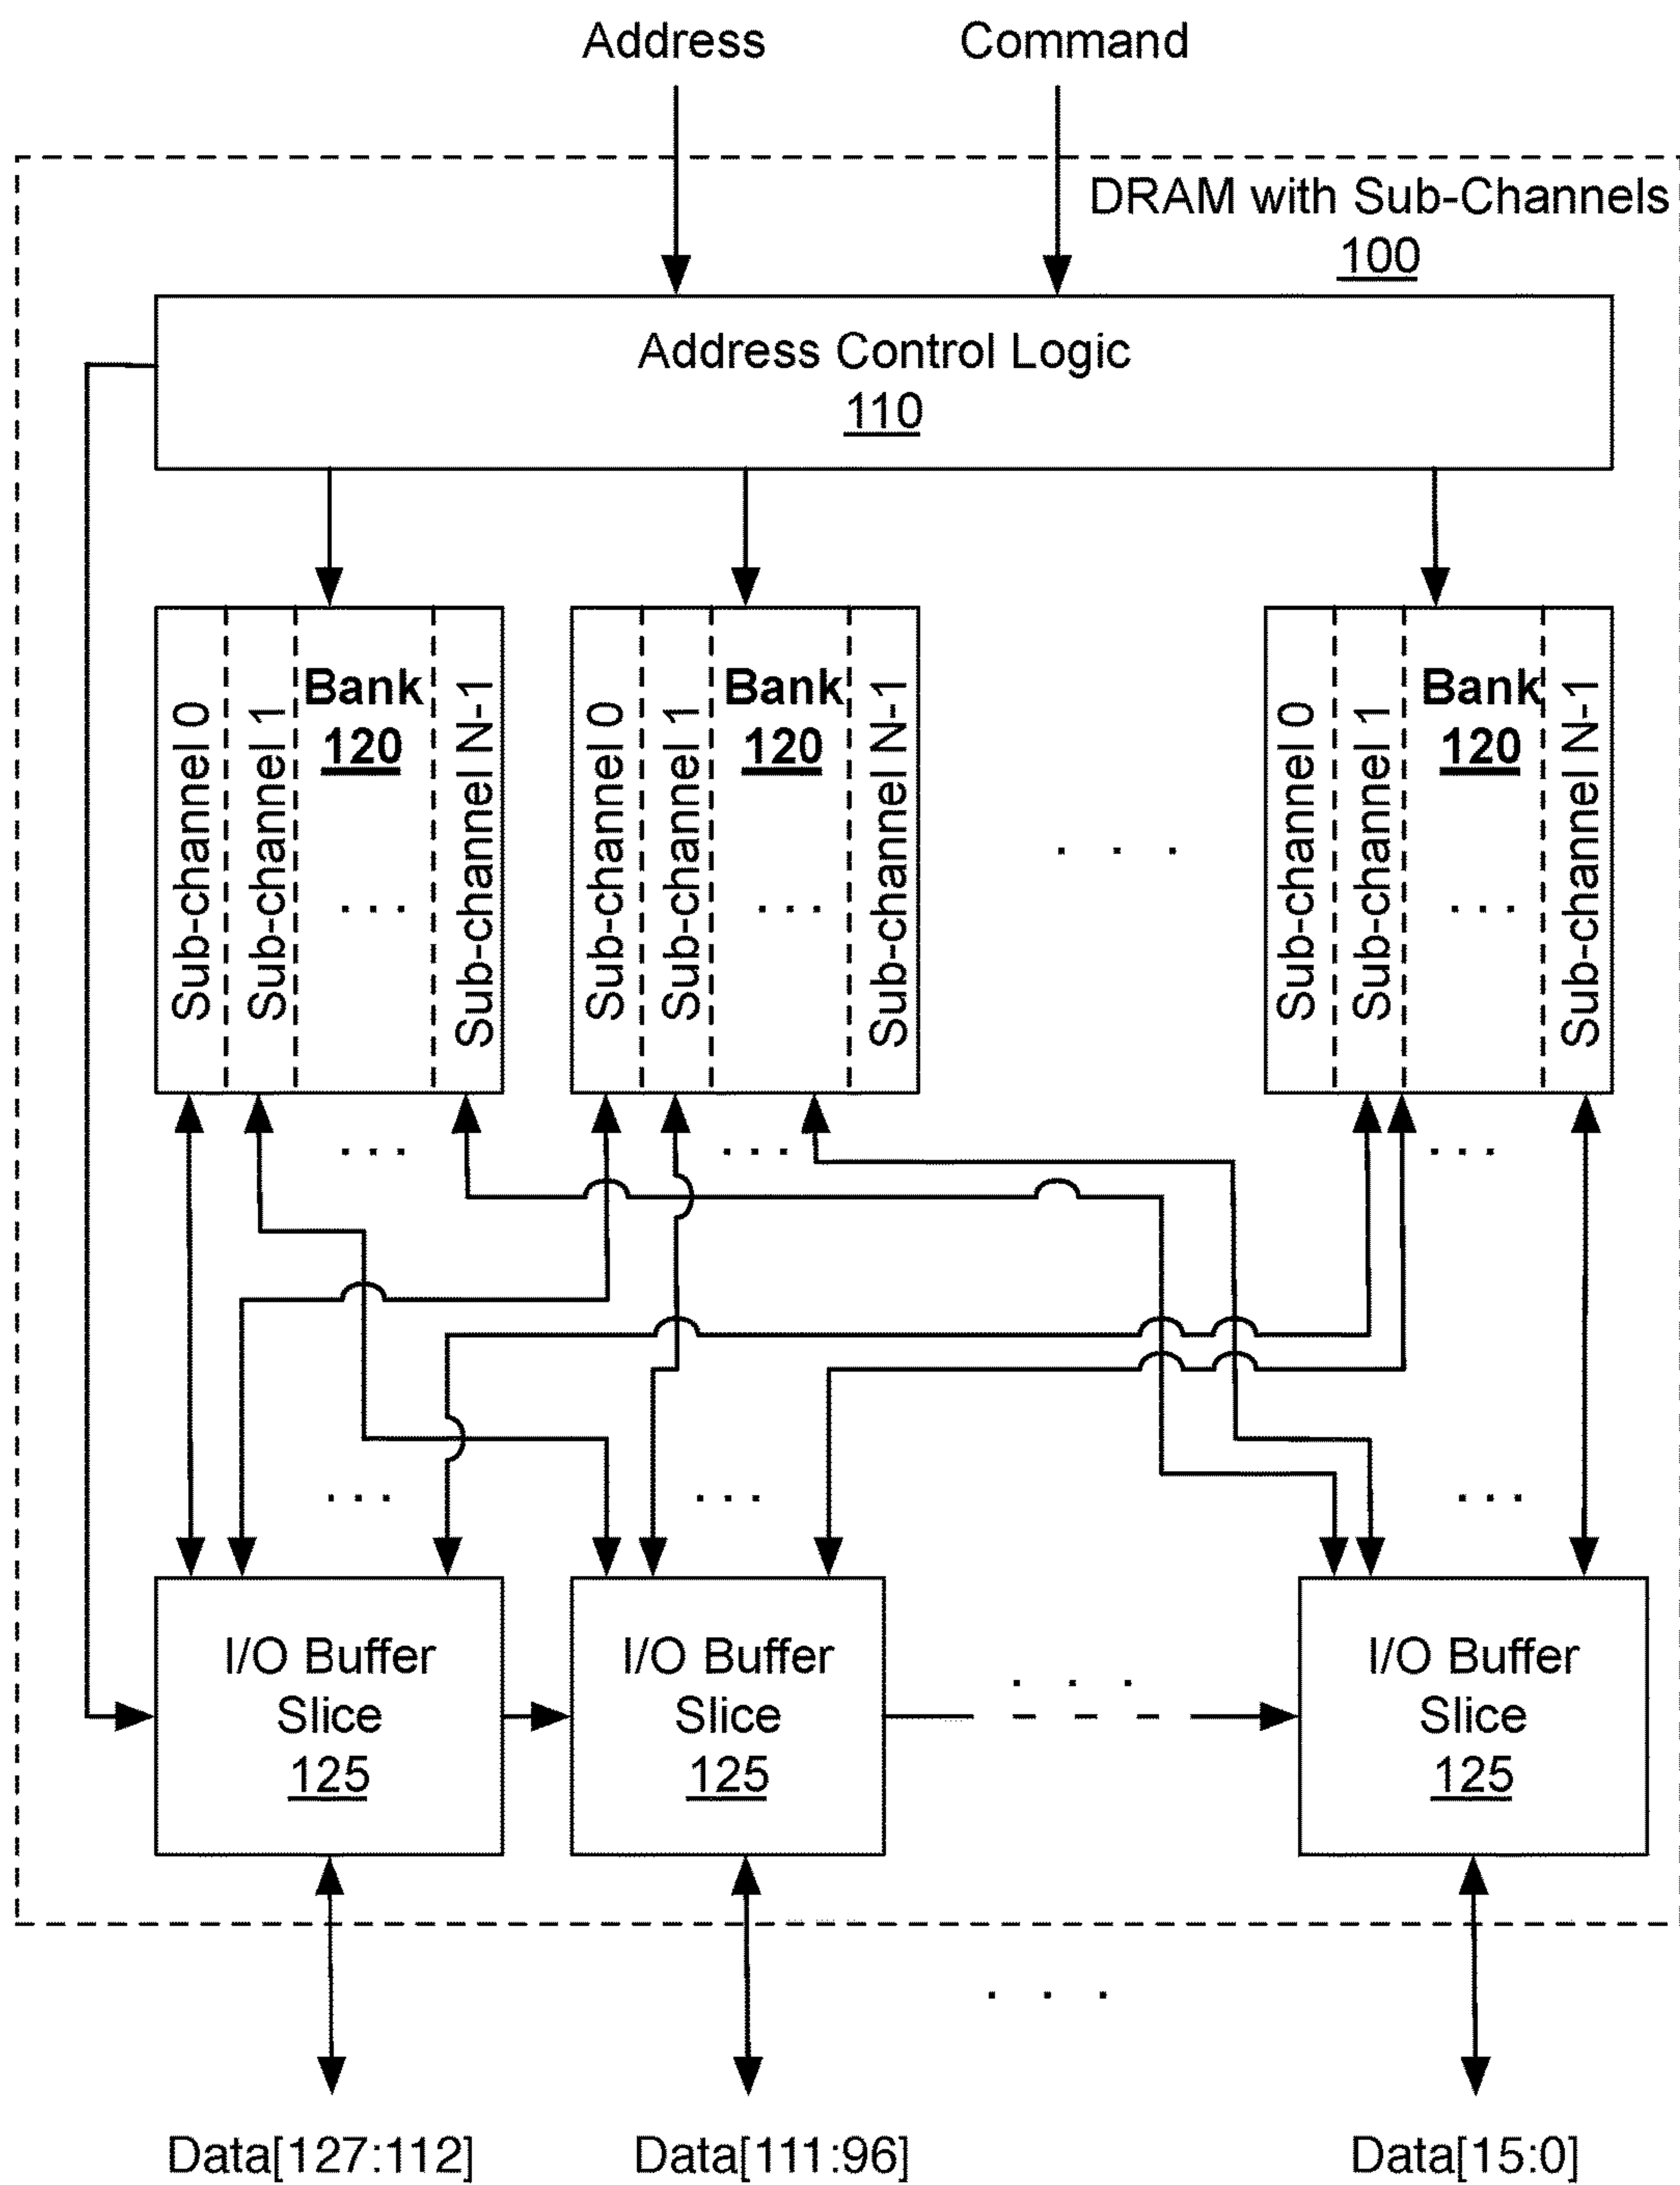 Address
Command
DRAM with Sub-Channels
100
Address Control Logic
110
Sub-channel 0
Sub-channel 1
Bank
120
. . .
Sub-channel N-1
Sub-channel 0
Sub-channel 1
Bank
120
. . .
Sub-channel N-1
. . .
Sub-channel 0
Sub-channel 1
Bank
120
. . .
Sub-channel N-1
. . .
. . .
. . .
. . .
. . .
. . .
I/O Buffer
Slice
125
I/O Buffer
Slice
125
. . .
I/O Buffer
Slice
125
. . .
Data[127:112]
Data[111:96]
Data[15:0]